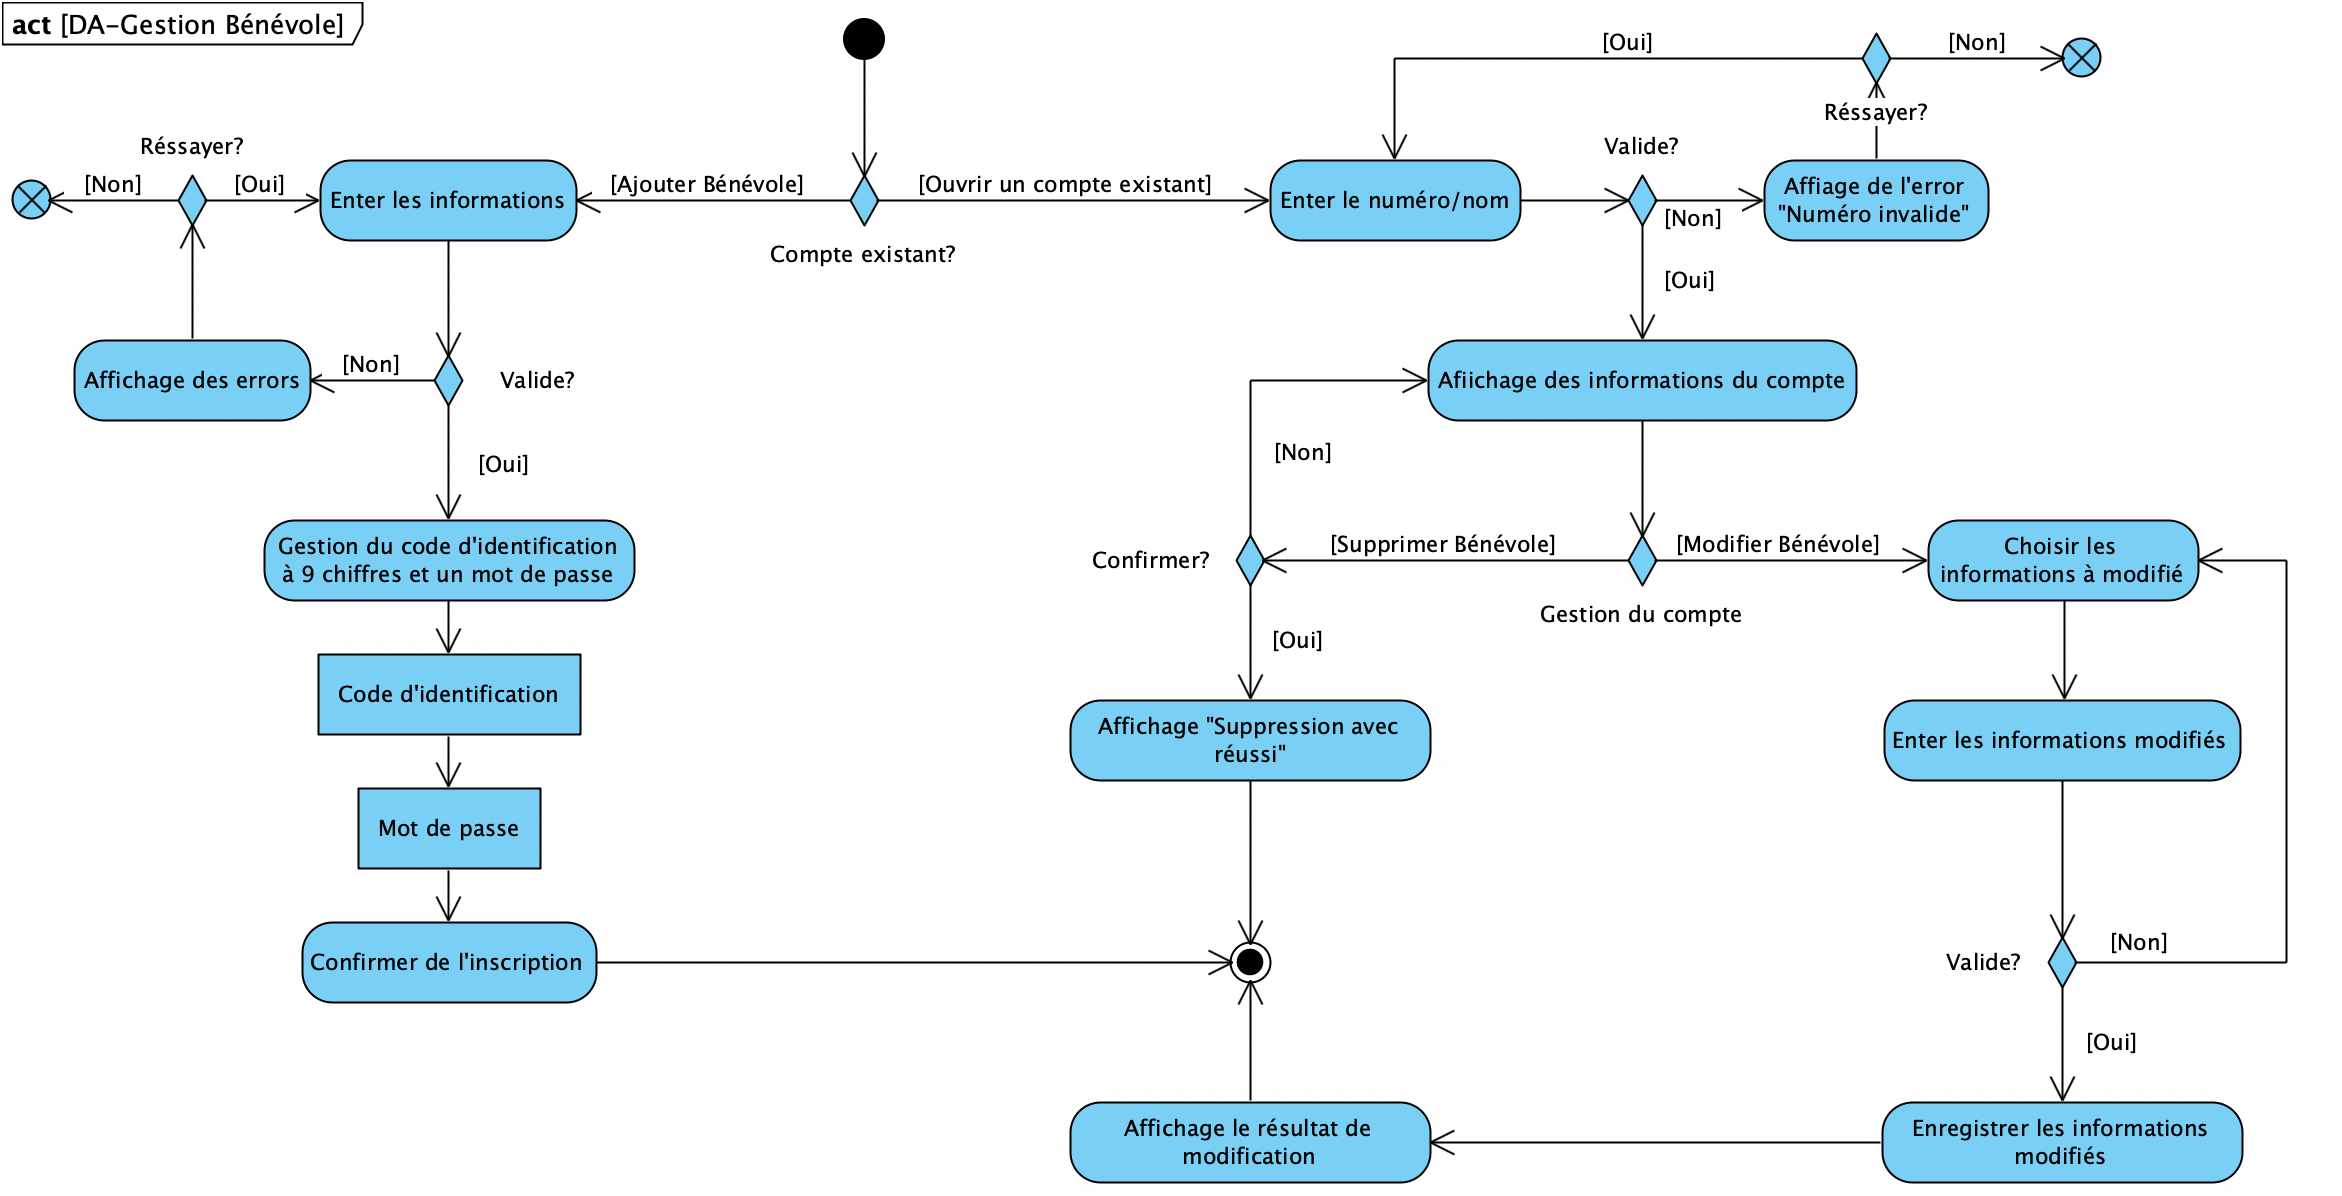 act [DA-Gestion Bénévole]
[Oui]
[Non]
Réssayer?
Réssayer?
Valide?
[Non]
[Oui]
Enter les informations
[Ajouter Bénévole]
[Ouvrir un compte existant]
Enter le numéro/nom
[Non]
Affiage de l'error
"Numéro invalide"
Compte existant?
[Oui]
Affichage des errors
[Non]
Valide?
Afiichage des informations du compte
[Oui]
[Non]
Gestion du code d'identification
à 9 chiffres et un mot de passe
Confirmer?
[Supprimer Bénévole]
[Modifier Bénévole]
Choisir les
informations à modifié
Gestion du compte
[Oui]
Code d'identification
Affichage "Suppression avec
réussi"
Enter les informations modifiés
Mot de passe
Confirmer de l'inscription
Valide?
[Non]
[Oui]
Affichage le résultat de
modification
Enregistrer les informations
modifiés